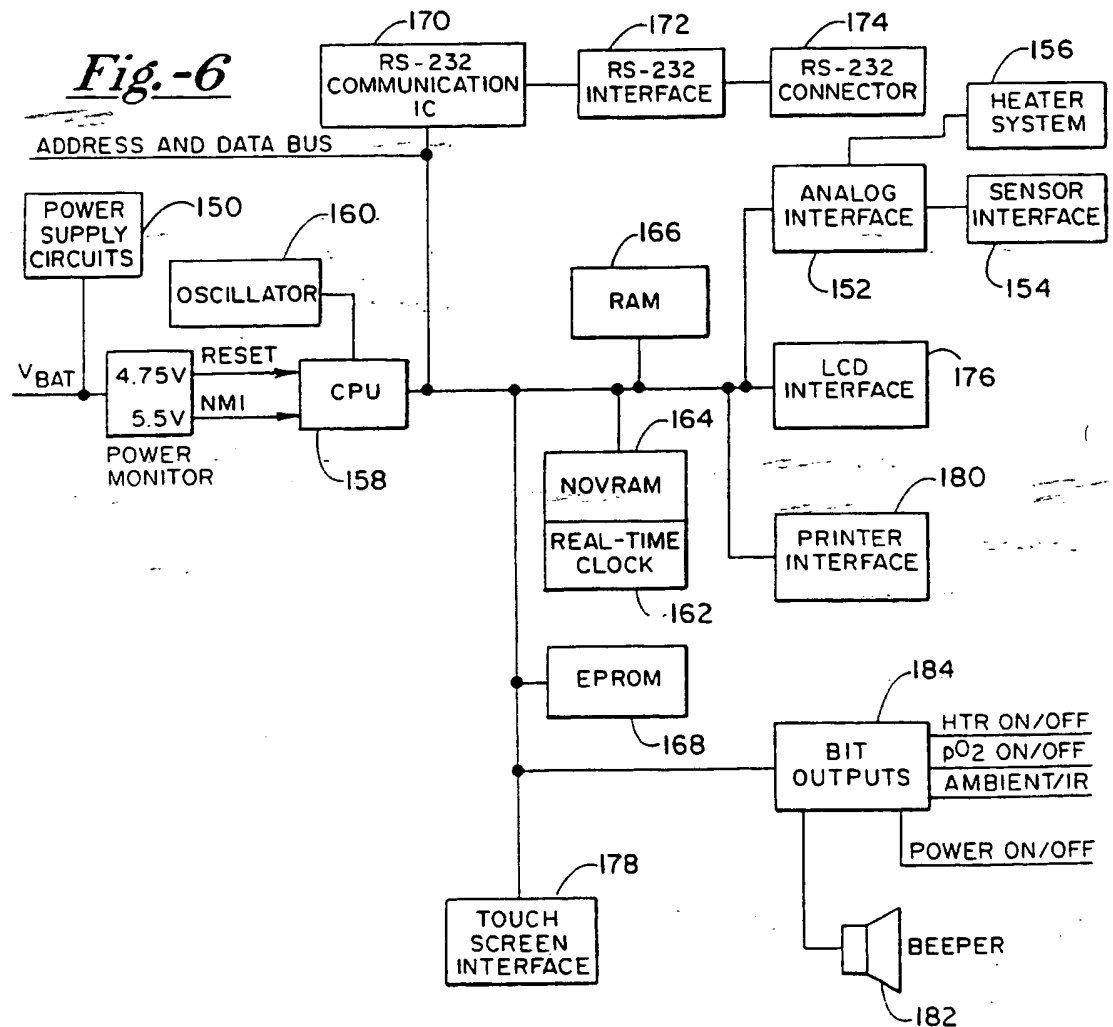 Fig.-6
170
RS-232
COMMUNICATION
IC
172
RS-232
INTERFACE
174
RS-232
CONNECTOR
156
HEATER
SYSTEM
ADDRESS AND DATA BUS
POWER
SUPPLY
CIRCUITS
150
160
OSCILLATOR
166
RAM
ANALOG
INTERFACE
152
SENSOR
INTERFACE
154
VBAT
4.75V
5.5V
POWER
MONITOR
RESET
NMI
CPU
158
LCD
INTERFACE
176
164
NOVRAM
REAL-TIME
CLOCK
162
180
PRINTER
INTERFACE
EPROM
168
184
BIT
OUTPUTS
HTR ON/OFF
pO2 ON/OFF
AMBIENT/IR
POWER ON/OFF
178
TOUCH
SCREEN
INTERFACE
BEEPER
182